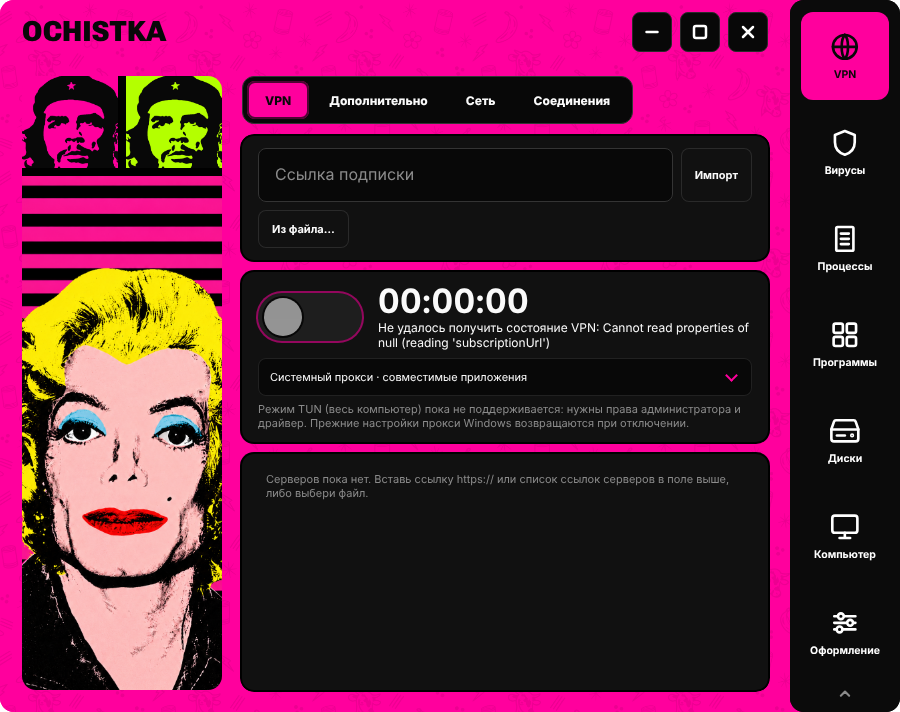 OCHISTKA
VPN
Дополнительно
Сеть
Соединения
Ссылка подписки
Импорт
Из файла...
00:00:00
Не удалось получить состояние VPN: Cannot read properties of
null (reading 'subscriptionUrl')
Системный прокси · совместимые приложения
Режим TUN (весь компьютер) пока не поддерживается: нужны права администратора и
драйвер. Прежние настройки прокси Windows возвращаются при отключении.
Серверов пока нет. Вставь ссылку https:// или список ссылок серверов в поле выше,
либо выбери файл.
VPN
Вирусы
Процессы
Программы
Диски
Компьютер
Оформление